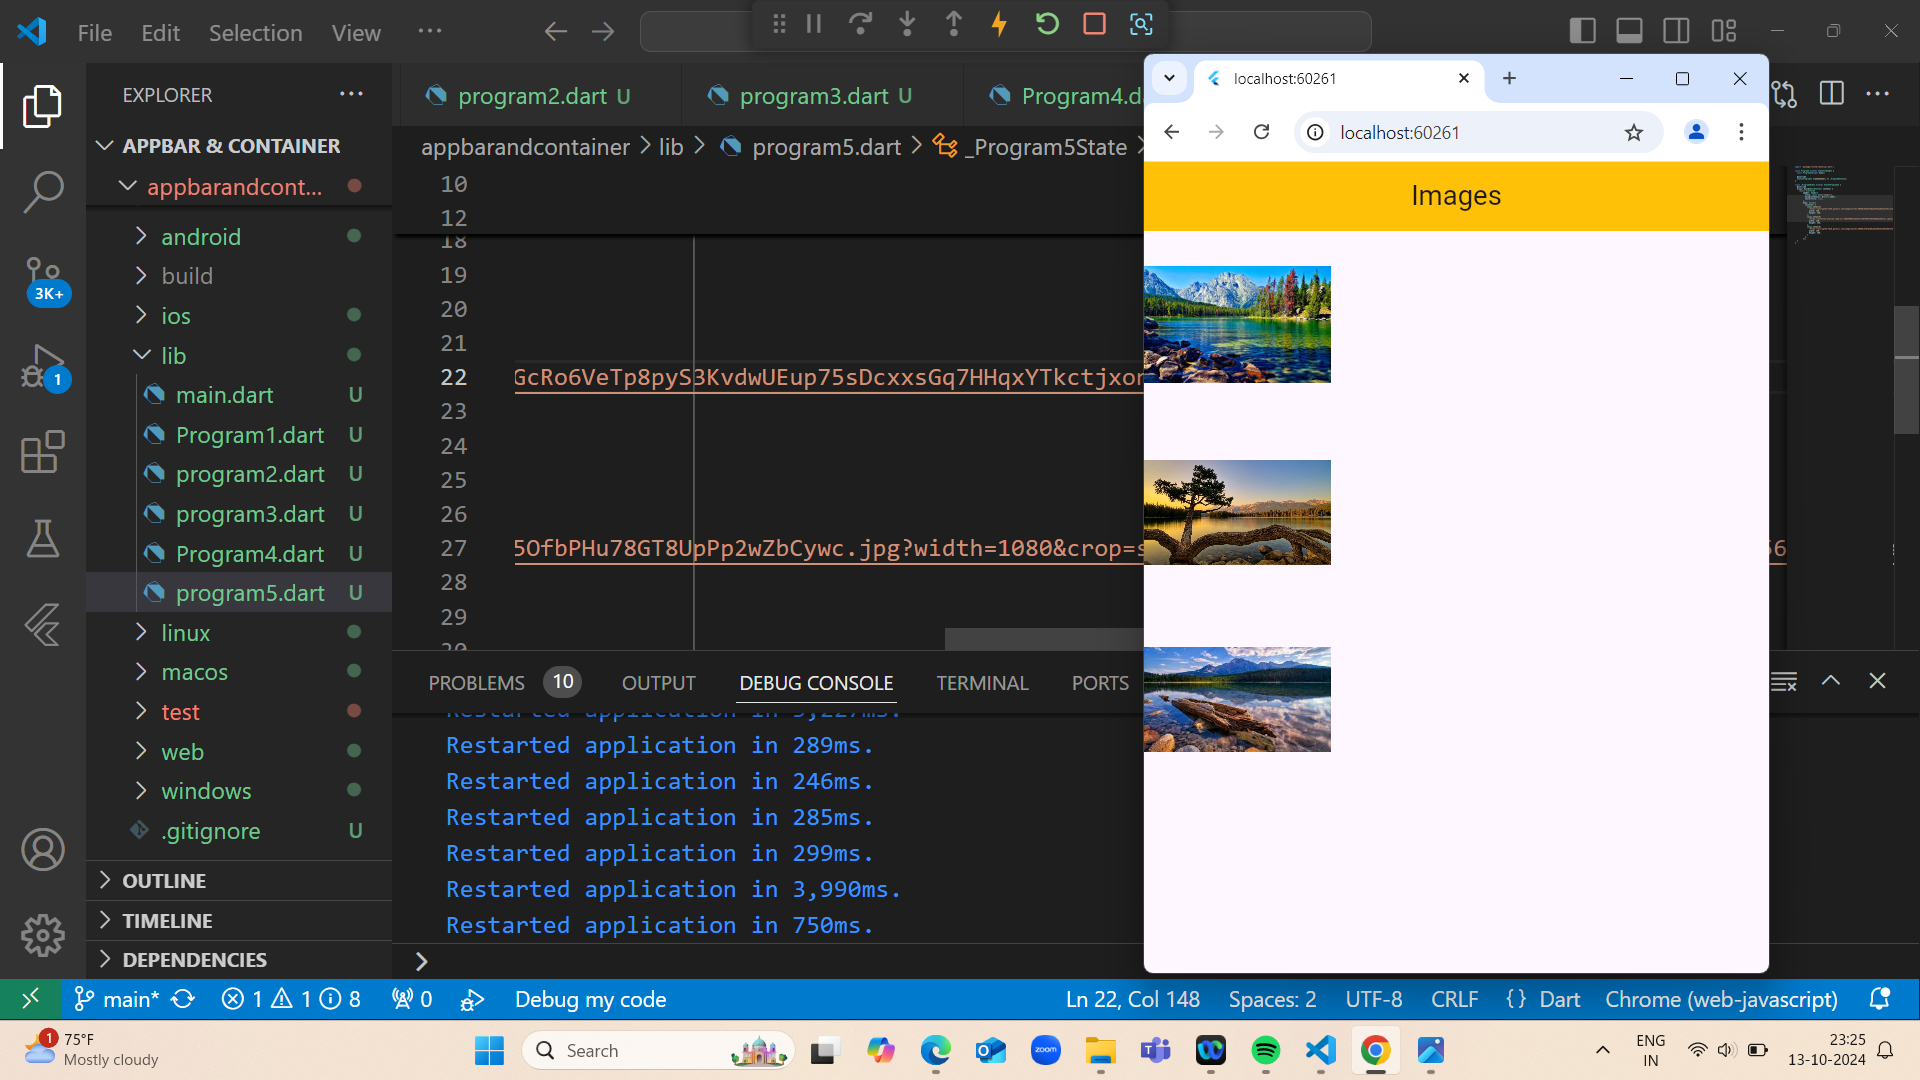 File Edit Selection View ...
EXPLORER ...
APPBAR & CONTAINER
appbarandcont...
android
build
ios
lib
main.dart U
Program1.dart U
program2.dart U
program3.dart U
Program4.dart U
program5.dart U
linux
macos
test
web
windows
.gitignore U
OUTLINE
TIMELINE
DEPENDENCIES
3K+
1
program2.dart U program3.dart U Program4.d
appbarandcontainer > lib > program5.dart > _Program5State >
10
12
18
19
20
21
22 GcRo6VeTp8pyS3KvdwUEup75sDcxxsGq7HHqxYTkctjxor
23
24
25
26
27 5OfbPHu78GT8UpPp2wZbCywc.jpg?width=1080&crop=s
28
29
PROBLEMS 10 OUTPUT DEBUG CONSOLE TERMINAL PORTS
Restarted application in 289ms.
Restarted application in 246ms.
Restarted application in 285ms.
Restarted application in 299ms.
Restarted application in 3,990ms.
Restarted application in 750ms.
>
localhost:60261
localhost:60261
Images
main* 1 1 8 0 Debug my code Ln 22, Col 148 Spaces: 2 UTF-8 CRLF {} Dart Chrome (web-javascript)
1
75°F
Mostly cloudy
Search
zoom
ENG
IN
23:25
13-10-2024